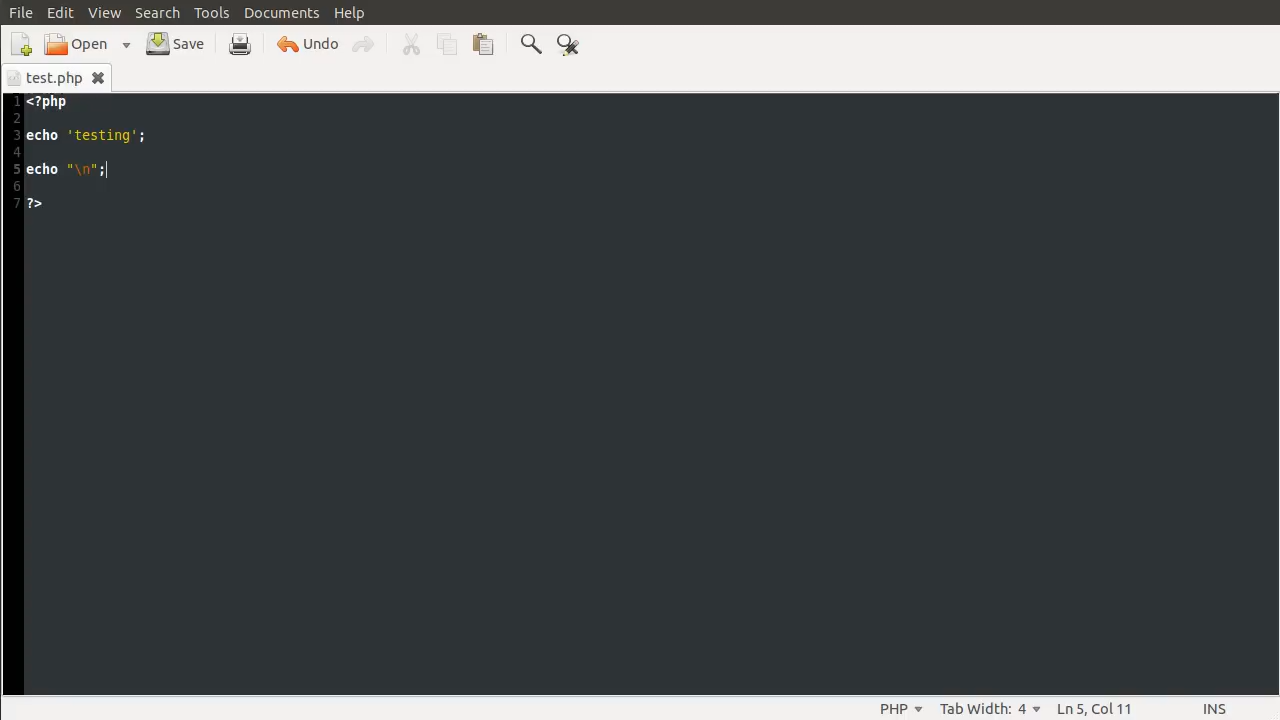 File Edit View Search Tools Documents Help
Open Save Undo
test.php
1 <?php
2
3 echo 'testing';
4
5 echo "\n";
6
7 ?>
PHP Tab Width: 4 Ln 5, Col 11 INS